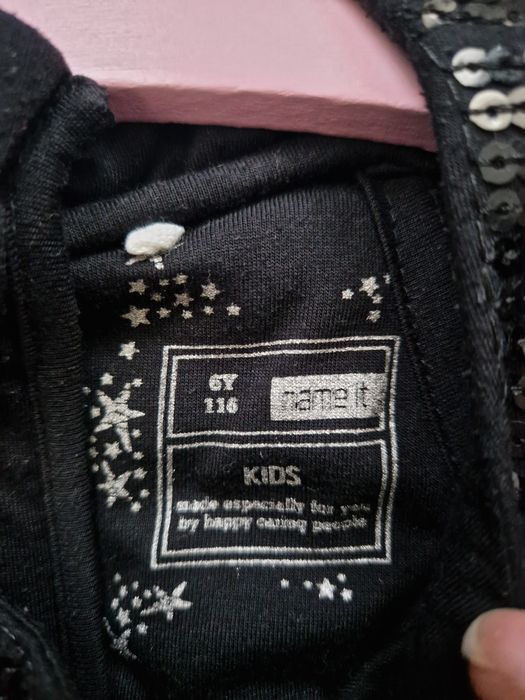 6Y
116
name it
KIDS
made especially for you
by happy caring people